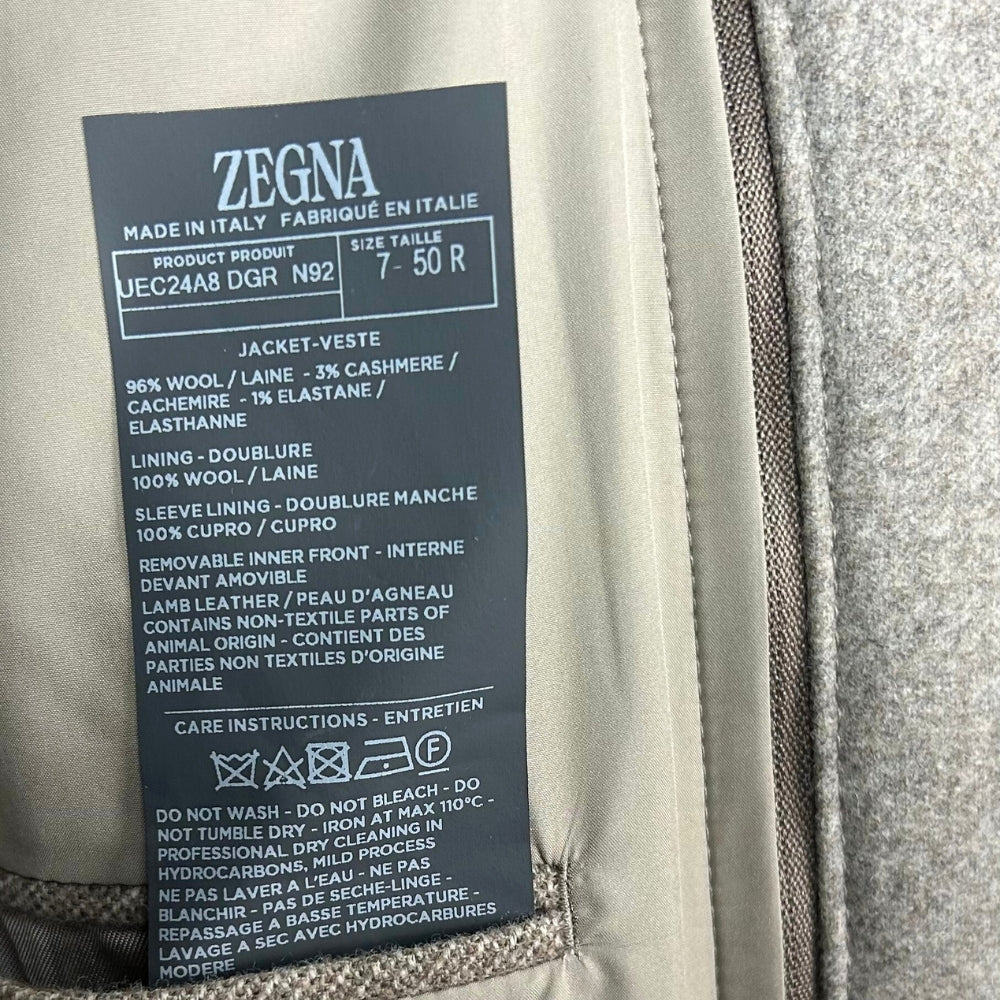 ZEGNA
MADE IN ITALY FABRIQUÉ EN ITALIE
PRODUCT PRODUIT
UEC24A8 DGR N92
SIZE TAILLE
7- 50 R
JACKET-VESTE
96% WOOL / LAINE - 3% CASHMERE /
CACHEMIRE - 1% ELASTANE /
ELASTHANNE
LINING - DOUBLURE
100% WOOL / LAINE
SLEEVE LINING - DOUBLURE MANCHE
100% CUPRO / CUPRO
REMOVABLE INNER FRONT - INTERNE
DEVANT AMOVIBLE
LAMB LEATHER / PEAU D'AGNEAU
CONTAINS NON-TEXTILE PARTS OF
ANIMAL ORIGIN - CONTIENT DES
PARTIES NON TEXTILES D'ORIGINE
ANIMALE
CARE INSTRUCTIONS - ENTRETIEN
F
DO NOT WASH - DO NOT BLEACH - DO
NOT TUMBLE DRY - IRON AT MAX 110°C -
PROFESSIONAL DRY CLEANING IN
HYDROCARBONS, MILD PROCESS
NE PAS LAVER A L'EAU - NE PAS
BLANCHIR - PAS DE SECHE-LINGE -
REPASSAGE A BASSE TEMPERATURE -
LAVAGE A SEC AVEC HYDROCARBURES
MODERE